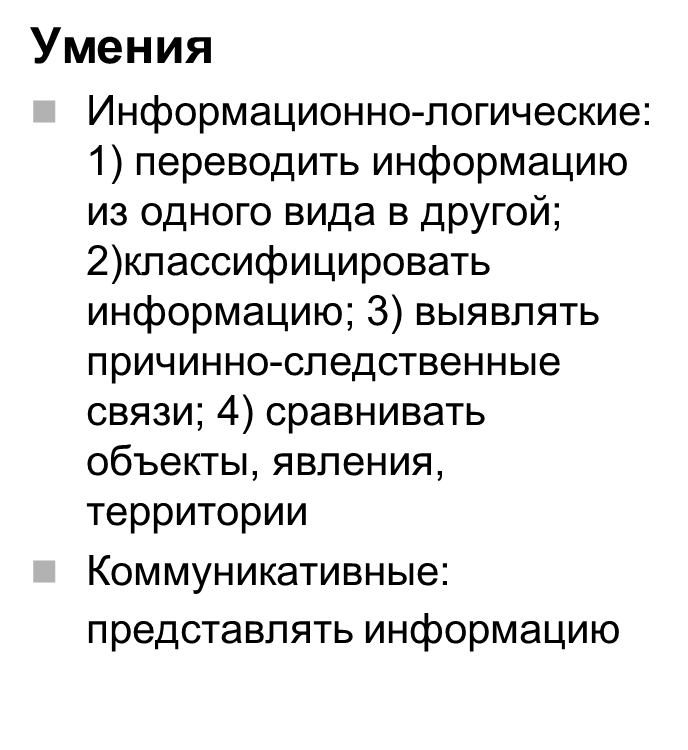 Умения
Информационно-логические:
1) переводить информацию
из одного вида в другой;
2)классифицировать
информацию; 3) выявлять
причинно-следственные
связи; 4) сравнивать
объекты, явления,
территории
Коммуникативные:
представлять информацию